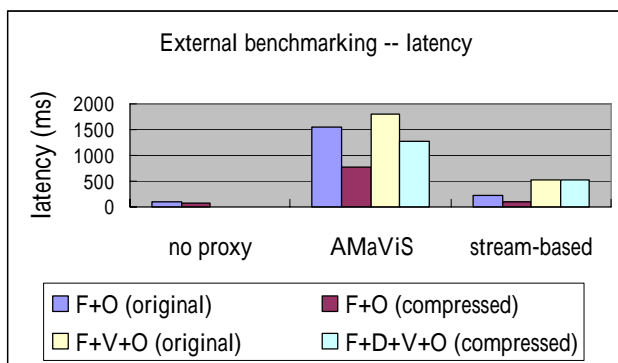 External benchmarking -- latency
latency (ms)
2000
1500
1000
500
0
no proxy AMaViS stream-based
F+O (original) F+O (compressed)
F+V+O (original) F+D+V+O (compressed)